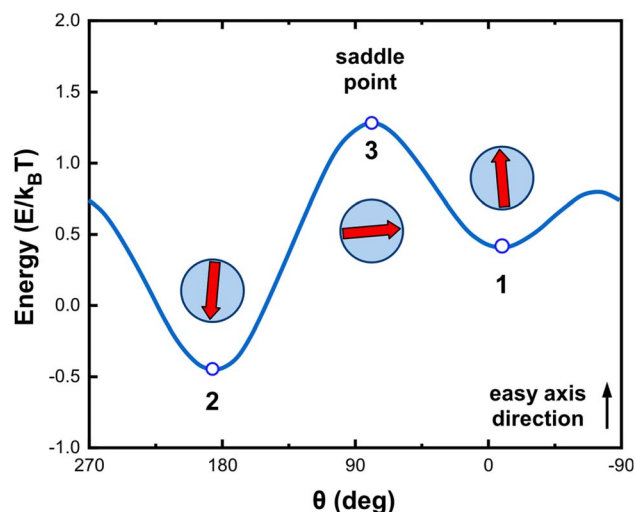 2.0
saddle
point
1.5
3
1.0
0.5
1
0.0
-0.5
2
easy axis
direction
-1.0
270
180
90
0
-90
θ (deg)
Energy (E/k_BT)